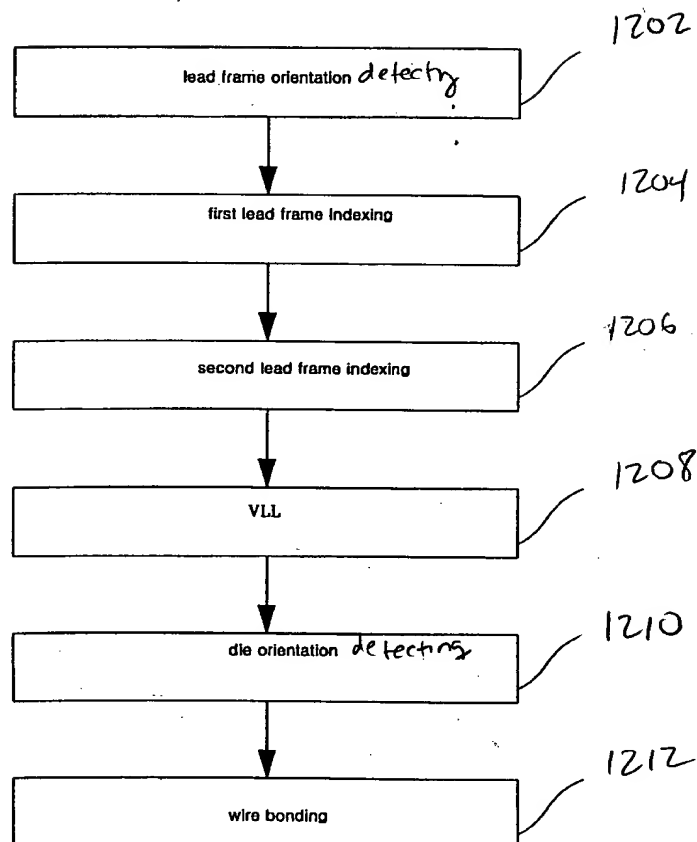 1202
lead frame orientation detectng
1204
first lead frame indexing
1206
second lead frame indexing
1208
VLL
1210
die orientation detecting
1212
wire bonding